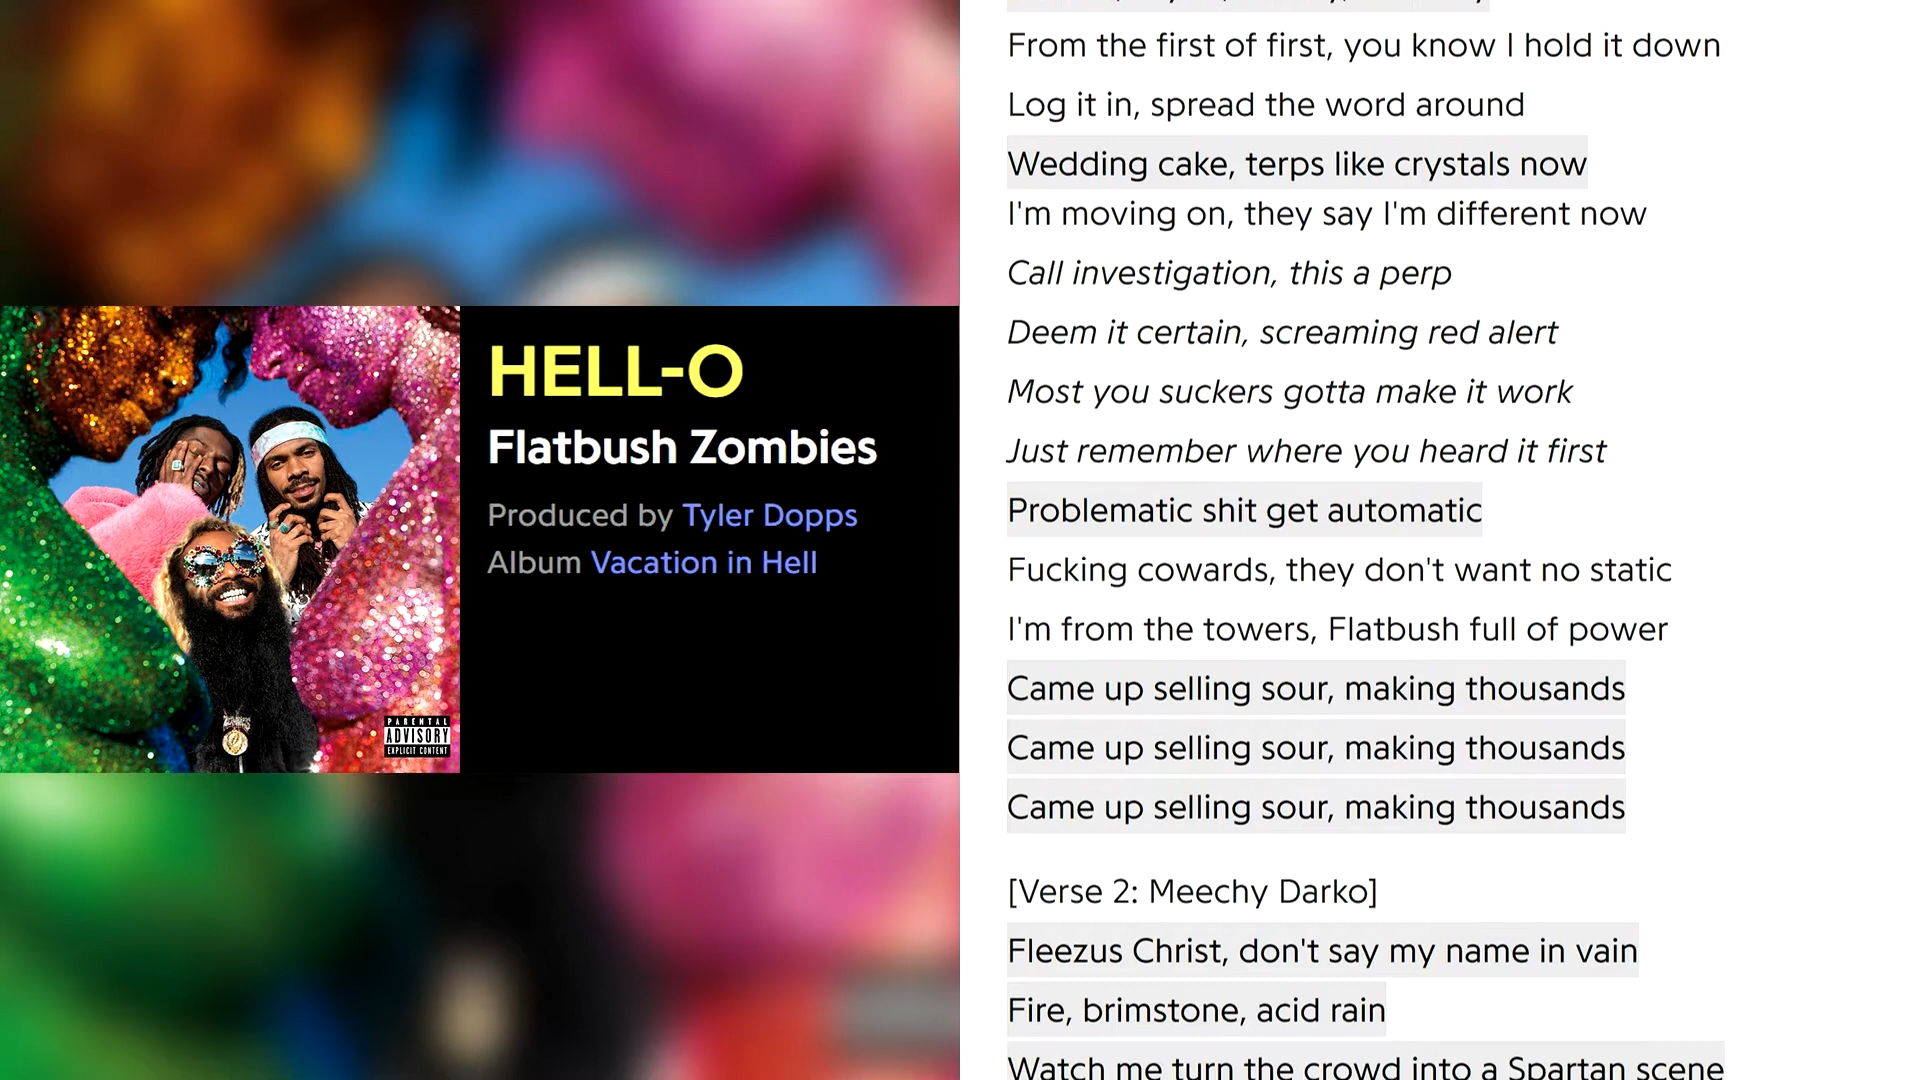 HELL-O
Flatbush Zombies
Produced by Tyler Dopps
Album Vacation in Hell
PARENTAL
ADVISORY
EXPLICIT CONTENT
From the first of first, you know I hold it down
Log it in, spread the word around
Wedding cake, terps like crystals now
I'm moving on, they say I'm different now
Call investigation, this a perp
Deem it certain, screaming red alert
Most you suckers gotta make it work
Just remember where you heard it first
Problematic shit get automatic
Fucking cowards, they don't want no static
I'm from the towers, Flatbush full of power
Came up selling sour, making thousands
Came up selling sour, making thousands
Came up selling sour, making thousands
[Verse 2: Meechy Darko]
Fleezus Christ, don't say my name in vain
Fire, brimstone, acid rain
Watch me turn the crowd into a Spartan scene